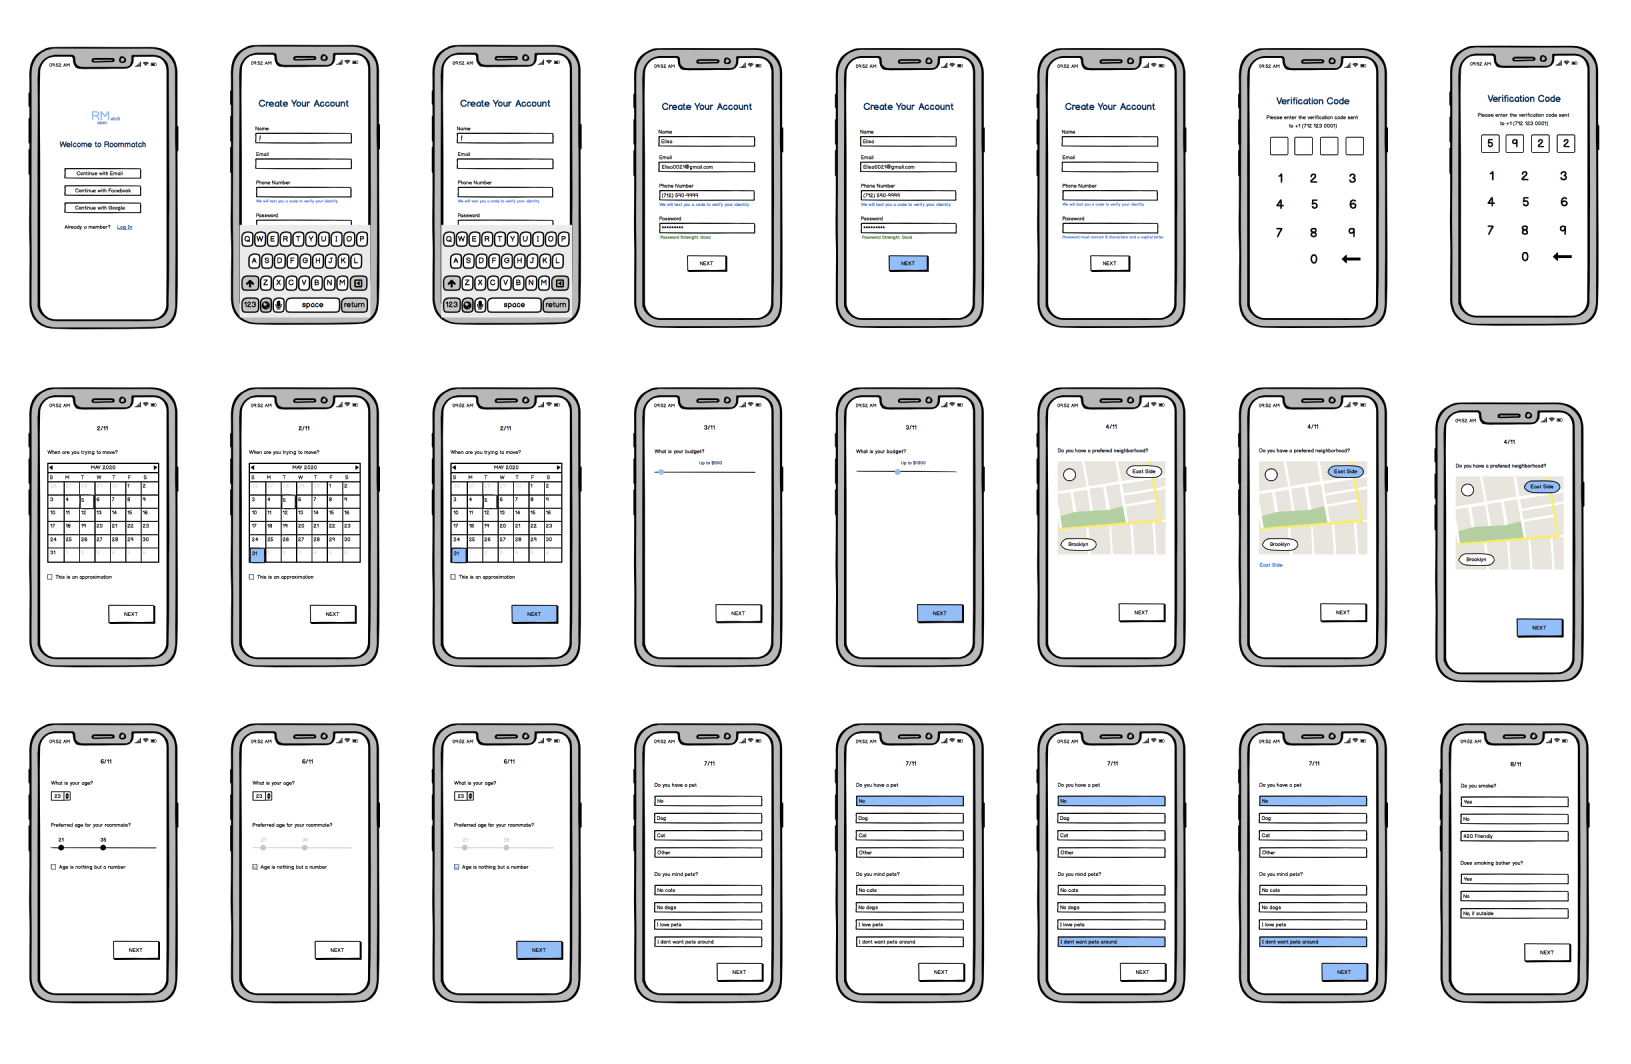 09:52 AM
RM
oom atch
Welcome to Roommatch
Continue with Email
Continue with Facebook
Continue with Google
Already a member? Log In
09:52 AM
Create Your Account
Name
Email
Phone Number
We will text you a code to verify your identity
Password
Q W E R T Y U I O P
A S D F G H J K L
Z X C V B N M
123 space return
09:52 AM
Create Your Account
Name
Email
Phone Number
We will text you a code to verify your identity
Password
Q W E R T Y U I O P
A S D F G H J K L
Z X C V B N M
123 space return
09:52 AM
Create Your Account
Name
Elisa
Email
Elisa0021@gmail.com
Phone Number
(712) 590-9999
We will text you a code to verify your identity
Password
*********
Password Strenght: Good
NEXT
09:52 AM
Create Your Account
Name
Elisa
Email
Elisa0021@gmail.com
Phone Number
(712) 590-9999
We will text you a code to verify your identity
Password
*********
Password Strenght: Good
NEXT
09:52 AM
Create Your Account
Name
Email
Phone Number
We will text you a code to verify your identity
Password
Password must contain 8 characters and a capital letter
NEXT
09:52 AM
Verification Code
Please enter the verification code sent
to +1 (712 123 0001)
1 2 3
4 5 6
7 8 9
0
09:52 AM
Verification Code
Please enter the verification code sent
to +1 (712 123 0001)
5 9 2 2
1 2 3
4 5 6
7 8 9
0
09:52 AM
2/11
When are you trying to move?
MAY 2020
S M T W T F S
1 2
3 4 5 6 7 8 9
10 11 12 13 14 15 16
17 18 19 20 21 22 23
24 25 26 27 28 29 30
31
This is an approximation
NEXT
09:52 AM
2/11
When are you trying to move?
MAY 2020
S M T W T F S
1 2
3 4 5 6 7 8 9
10 11 12 13 14 15 16
17 18 19 20 21 22 23
24 25 26 27 28 29 30
31
This is an approximation
NEXT
09:52 AM
2/11
When are you trying to move?
MAY 2020
S M T W T F S
1 2
3 4 5 6 7 8 9
10 11 12 13 14 15 16
17 18 19 20 21 22 23
24 25 26 27 28 29 30
31
This is an approximation
NEXT
09:52 AM
3/11
What is your budget?
Up to $500
NEXT
09:52 AM
3/11
What is your budget?
Up to $1300
NEXT
09:52 AM
4/11
Do you have a prefered neighborhood?
East Side
Brooklyn
NEXT
09:52 AM
4/11
Do you have a prefered neighborhood?
East Side
Brooklyn
East Side
NEXT
09:52 AM
4/11
Do you have a prefered neighborhood?
East Side
Brooklyn
NEXT
09:52 AM
6/11
What is your age?
23
Preferred age for your roommate?
21 35
Age is nothing but a number
NEXT
09:52 AM
6/11
What is your age?
23
Preferred age for your roommate?
21 35
Age is nothing but a number
NEXT
09:52 AM
6/11
What is your age?
23
Preferred age for your roommate?
21 35
Age is nothing but a number
NEXT
09:52 AM
7/11
Do you have a pet
No
Dog
Cat
Other
Do you mind pets?
No cats
No dogs
I love pets
I dont want pets around
NEXT
09:52 AM
7/11
Do you have a pet
No
Dog
Cat
Other
Do you mind pets?
No cats
No dogs
I love pets
I dont want pets around
NEXT
09:52 AM
7/11
Do you have a pet
No
Dog
Cat
Other
Do you mind pets?
No cats
No dogs
I love pets
I dont want pets around
NEXT
09:52 AM
7/11
Do you have a pet
No
Dog
Cat
Other
Do you mind pets?
No cats
No dogs
I love pets
I dont want pets around
NEXT
09:52 AM
8/11
Do you smoke?
Yes
No
420 Friendly
Does smoking bother you?
Yes
No
No, if outside
NEXT